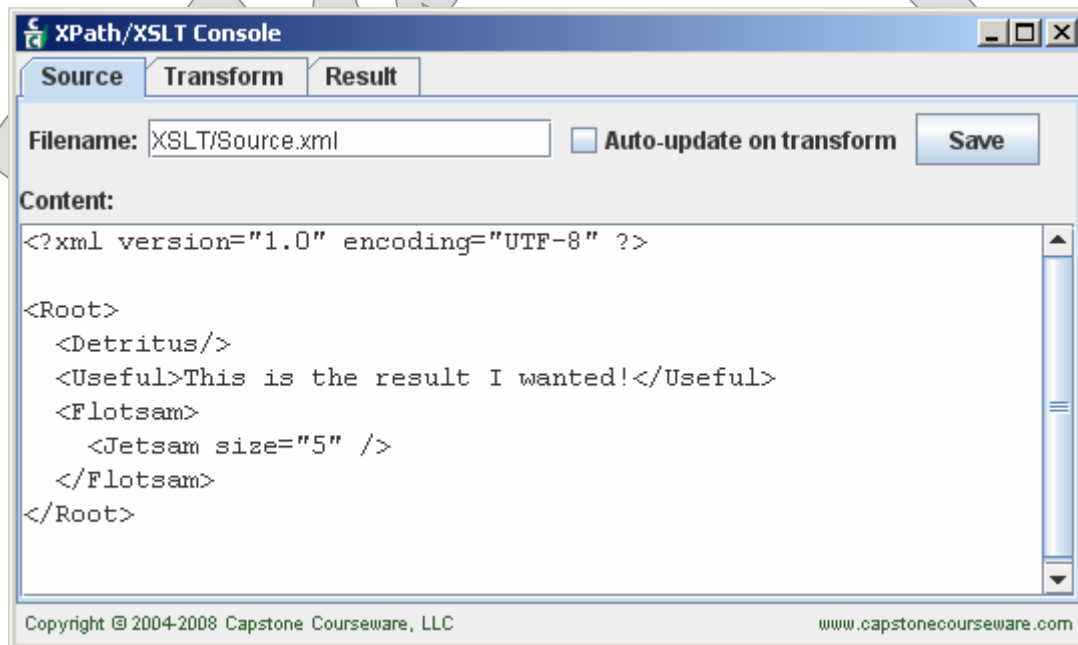 XPath/XSLT Console
Source Transform Result
Filename: XSLT/Source.xml Auto-update on transform Save
Content:
<?xml version="1.0" encoding="UTF-8" ?>
<Root>
  <Detritus/>
  <Useful>This is the result I wanted!</Useful>
  <Flotsam>
    <Jetsam size="5" />
  </Flotsam>
</Root>
Copyright © 2004-2008 Capstone Courseware, LLC www.capstonecourseware.com